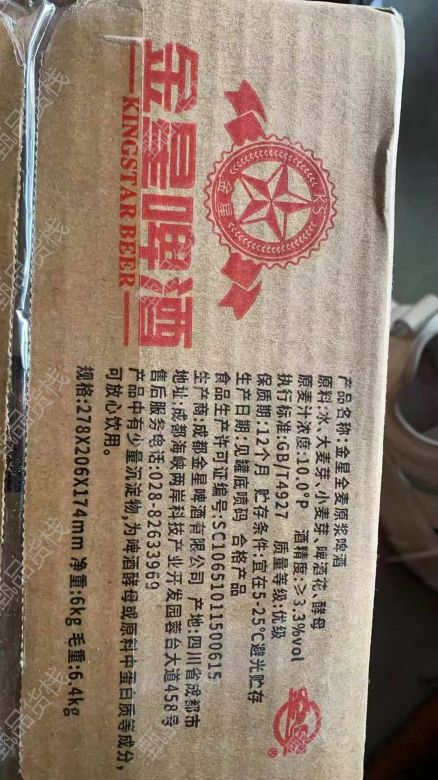 金星啤酒
KINGSTAR BEER
金星
KS
产品名称:金星全麦原浆啤酒
原料:水、大麦芽、小麦芽、啤酒花、酵母
原麦汁浓度:10.0°P 酒精度:≥3.3%vol
执行标准:GB/T4927 质量等级:优级
保质期:12个月 贮存条件:宜在5-25°C避光贮存
生产日期:见罐底喷码 合格产品
食品生产许可证编号:SC10651011500615
生产商:成都金星啤酒有限公司 产地:四川省成都市
地址:成都海峡两岸科技产业开发园蓉台大道458号
售后服务电话:028-82633969
产品中有少量沉淀物,为啤酒酵母或原料中蛋白质等成分,
可放心饮用。
规格:278X206X174mm 净重:6kg 毛重:6.4kg
®
甄品货栈